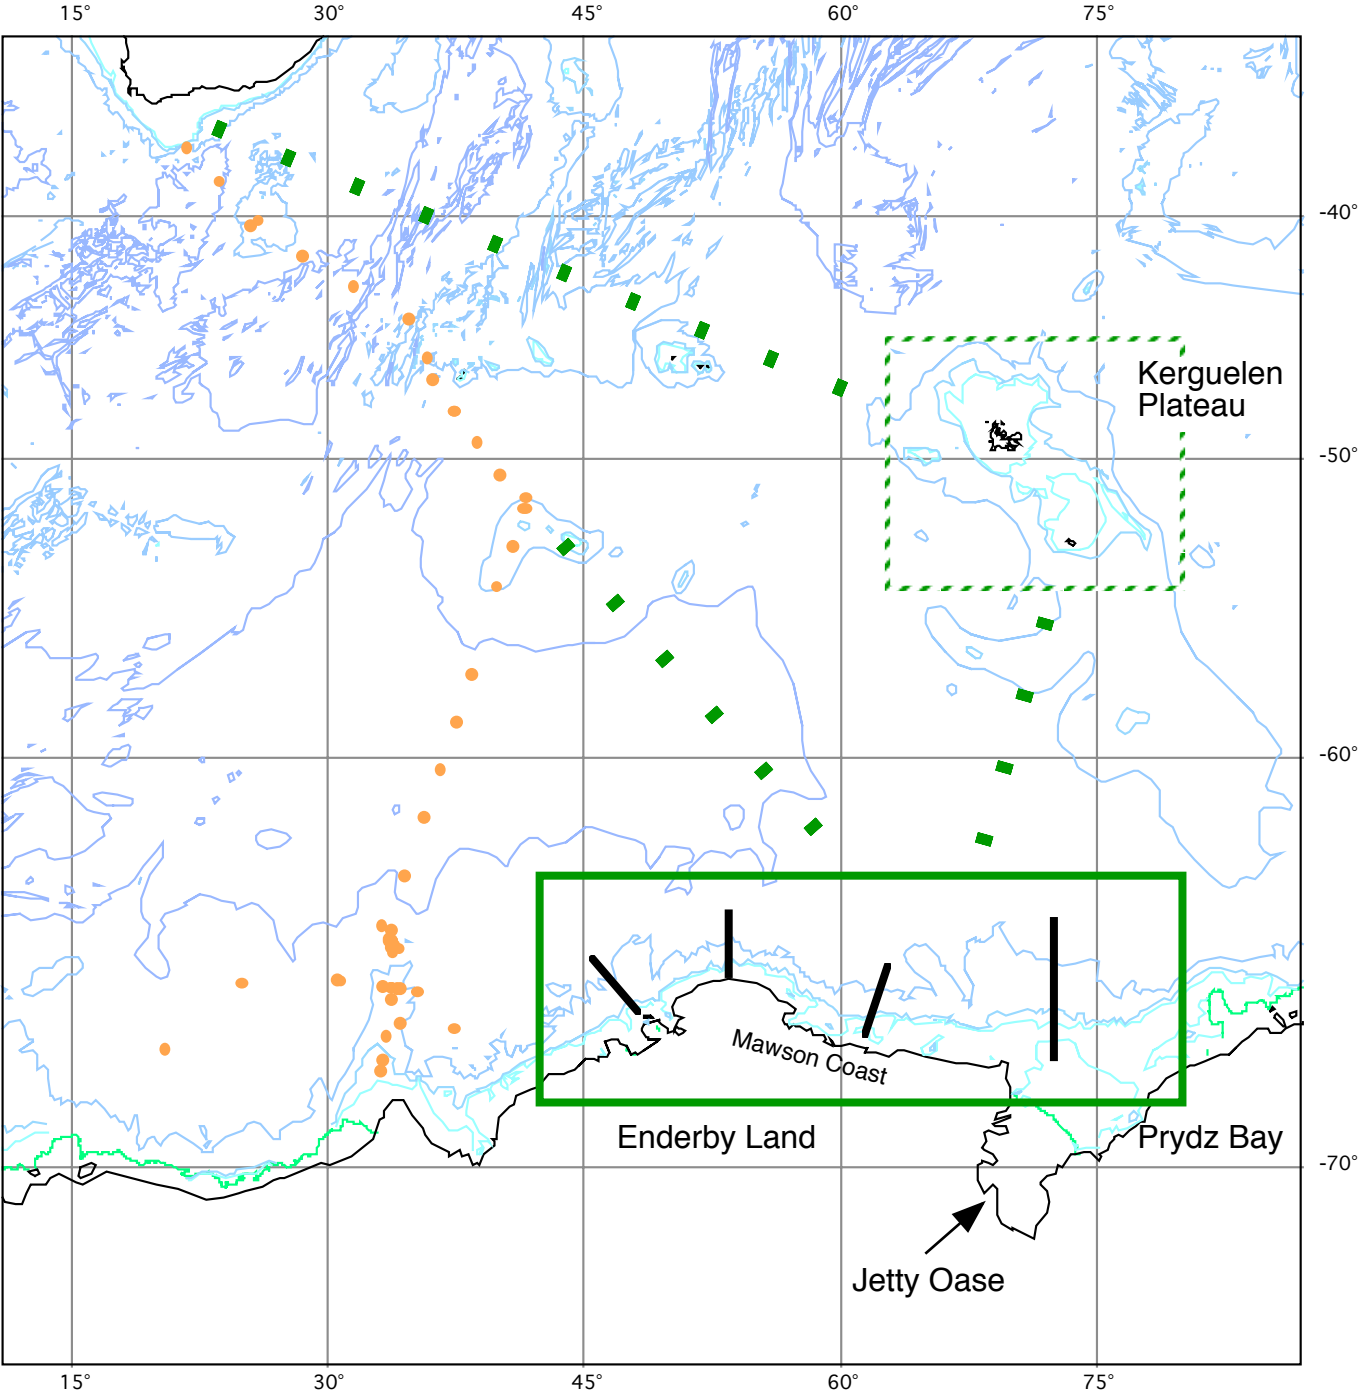 15° 30° 45° 60° 75°
-40°
Kerguelen
Plateau
-50°
-60°
Mawson Coast
Enderby Land
Prydz Bay
-70°
Jetty Oase
15° 30° 45° 60° 75°